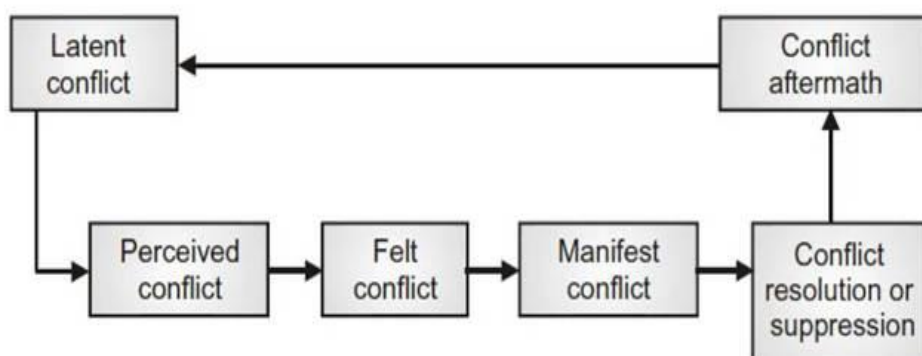 Latent
conflict
Conflict
aftermath
Perceived
conflict
Felt
conflict
Manifest
conflict
Conflict
resolution or
suppression